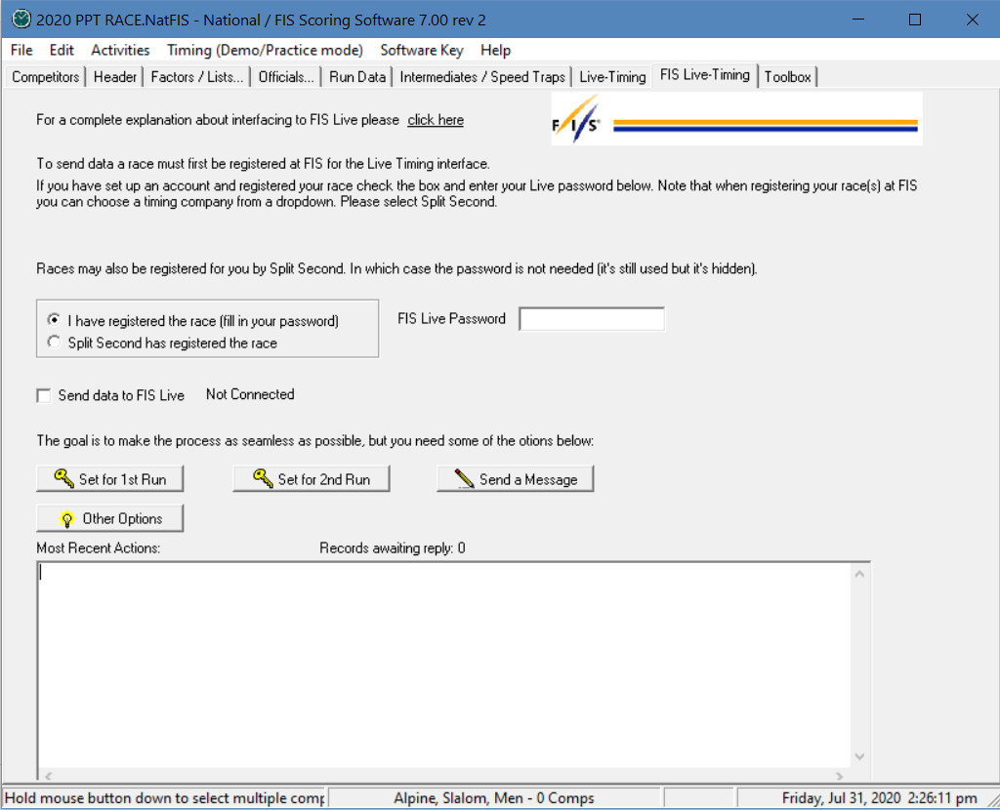 2020 PPT RACE.NatFIS - National / FIS Scoring Software 7.00 rev 2
File Edit Activities Timing (Demo/Practice mode) Software Key Help
Competitors Header Factors / Lists... Officials... Run Data Intermediates / Speed Traps Live-Timing FIS Live-Timing Toolbox
For a complete explanation about interfacing to FIS Live please click here
FIS
To send data a race must first be registered at FIS for the Live Timing interface.
If you have set up an account and registered your race check the box and enter your Live password below. Note that when registering your race(s) at FIS
you can choose a timing company from a dropdown. Please select Split Second.
Races may also be registered for you by Split Second. In which case the password is not needed (it's still used but it's hidden).
I have registered the race (fill in your password)
FIS Live Password
Split Second has registered the race
Send data to FIS Live Not Connected
The goal is to make the process as seamless as possible, but you need some of the otions below:
Set for 1st Run Set for 2nd Run Send a Message
Other Options
Most Recent Actions: Records awaiting reply: 0
Hold mouse button down to select multiple comp Alpine, Slalom, Men - 0 Comps Friday, Jul 31, 2020 2:26:11 pm